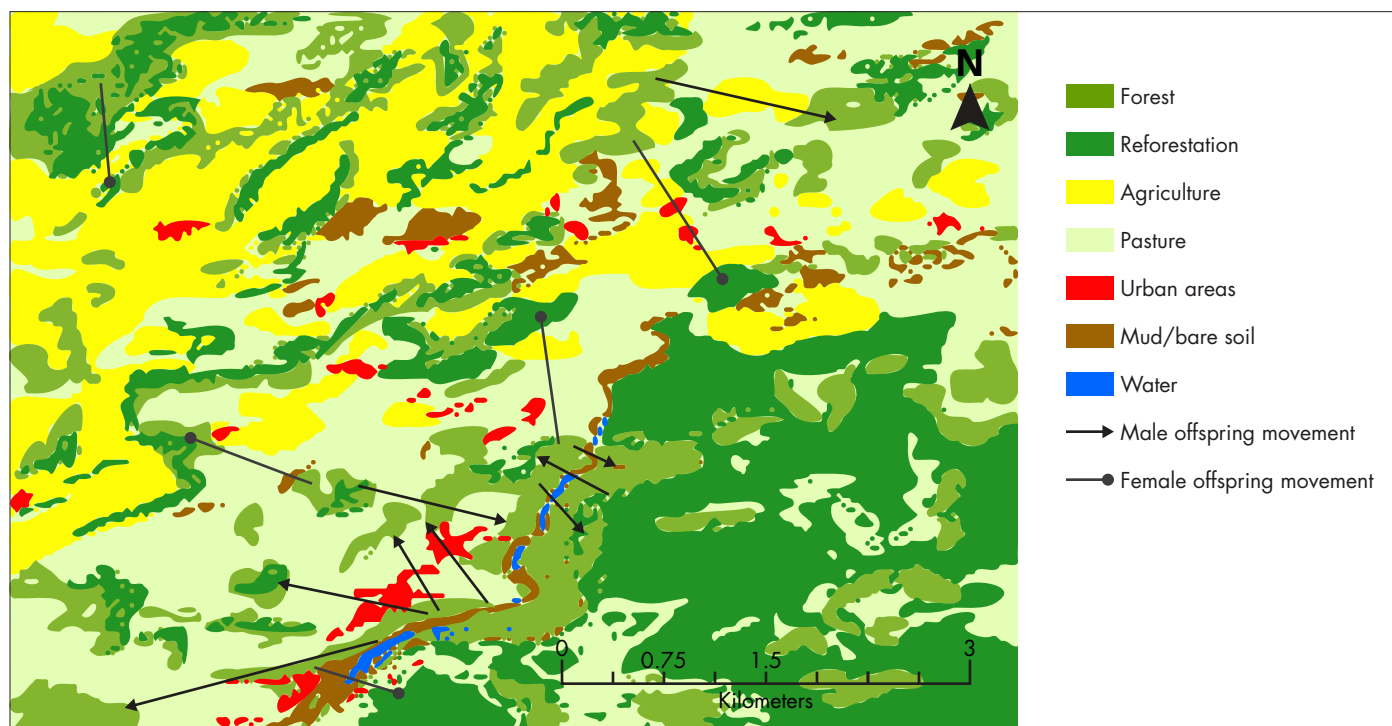 N
0
0.75
1.5
3
Kilometers
Forest
Reforestation
Agriculture
Pasture
Urban areas
Mud/bare soil
Water
Male offspring movement
Female offspring movement